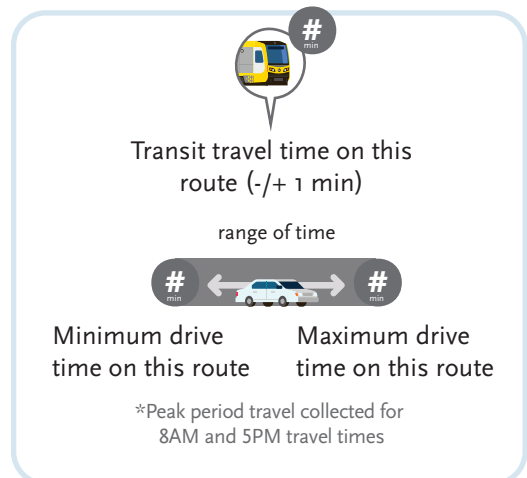 #
min
Transit travel time on this
route (-/+ 1 min)
range of time
# #
min min
Minimum drive Maximum drive
time on this route time on this route
*Peak period travel collected for
8AM and 5PM travel times